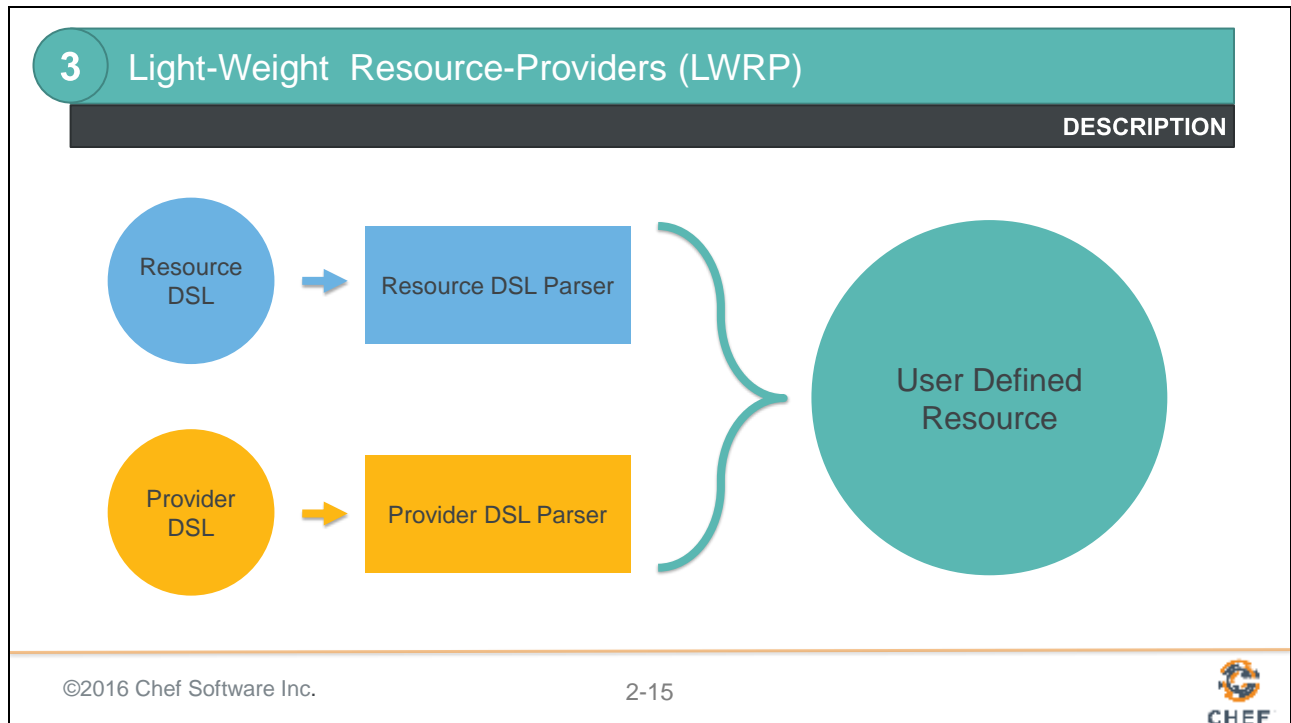 3
Light-Weight Resource-Providers (LWRP)
DESCRIPTION
Resource
DSL
Resource DSL Parser
Provider
DSL
Provider DSL Parser
User Defined
Resource
©2016 Chef Software Inc.
2-15
CHEF